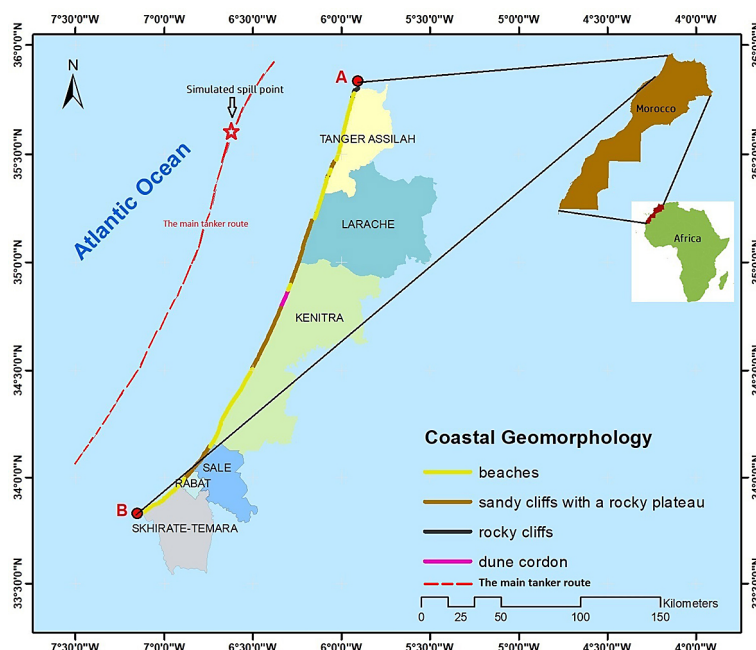 7°30'0"W 7°0'0"W 6°30'0"W 6°0'0"W 5°30'0"W 5°0'0"W 4°30'0"W 4°0'0"W
36°0'0"N
35°30'0"N
35°0'0"N
34°30'0"N
34°0'0"N
33°30'0"N
N
Simulated spill point
Atlantic Ocean
The main tanker route
A
TANGER ASSILAH
LARACHE
KENITRA
SALE
RABAT
B
SKHIRATE-TEMARA
Morocco
Africa
Coastal Geomorphology
beaches
sandy cliffs with a rocky plateau
rocky cliffs
dune cordon
The main tanker route
Kilometers
0 25 50 100 150
7°30'0"W 7°0'0"W 6°30'0"W 6°0'0"W 5°30'0"W 5°0'0"W 4°30'0"W 4°0'0"W